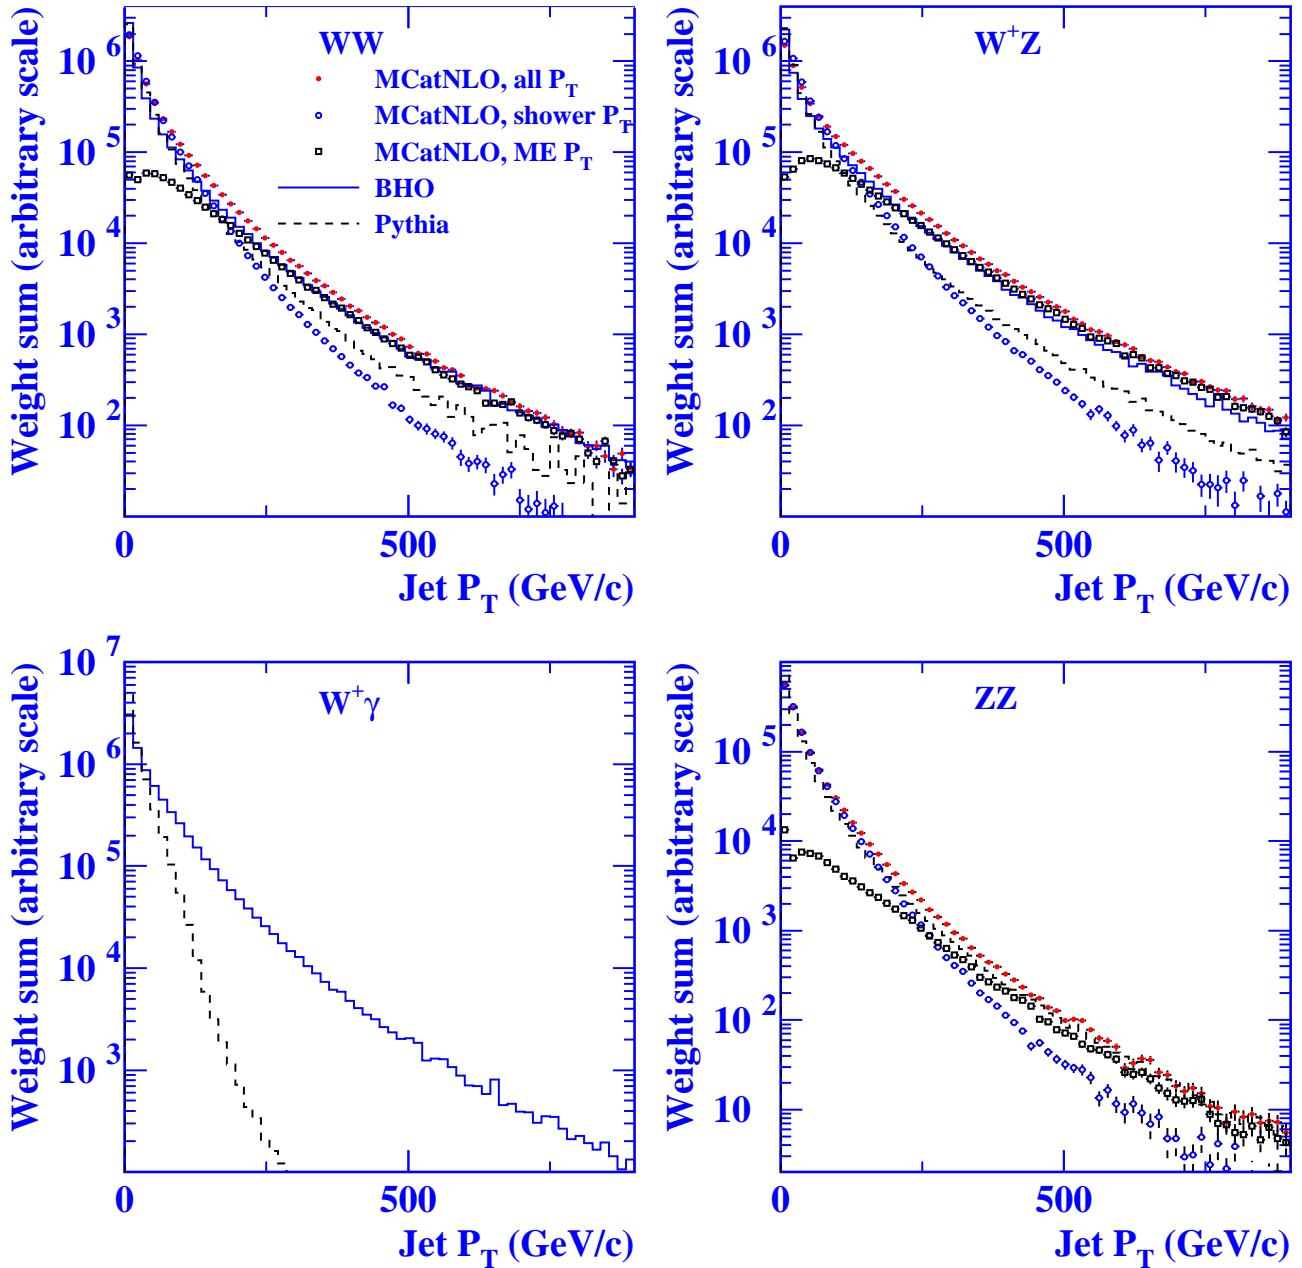 WW
MCatNLO, all P_T
MCatNLO, shower P_T
MCatNLO, ME P_T
BHO
Pythia
Weight sum (arbitrary scale)
10^6
10^5
10^4
10^3
10^2
0
500
Jet P_T (GeV/c)
W^+Z
Weight sum (arbitrary scale)
10^6
10^5
10^4
10^3
10^2
0
500
Jet P_T (GeV/c)
W^+γ
Weight sum (arbitrary scale)
10^7
10^6
10^5
10^4
10^3
0
500
Jet P_T (GeV/c)
ZZ
Weight sum (arbitrary scale)
10^5
10^4
10^3
10^2
10
0
500
Jet P_T (GeV/c)